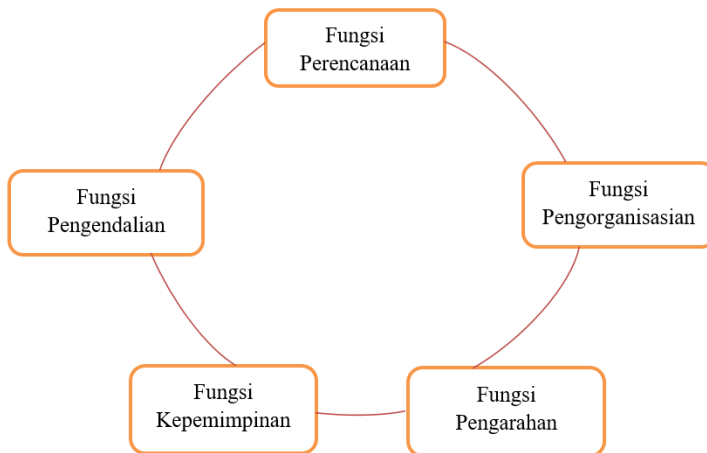 Fungsi
Perencanaan
Fungsi
Pengorganisasian
Fungsi
Pengarahan
Fungsi
Kepemimpinan
Fungsi
Pengendalian